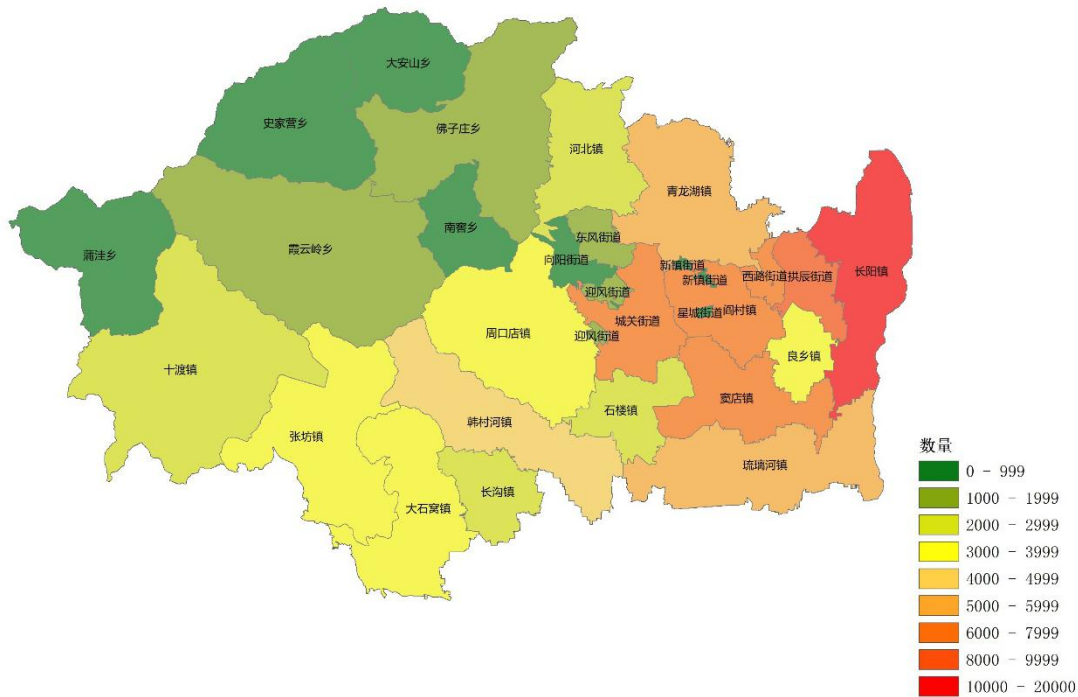 大安山乡
史家营乡
佛子庄乡
河北镇
青龙湖镇
南窖乡
东风街道
霞云岭乡
蒲洼乡
向阳街道
新镇街道
新镇街道
西潞街道
拱辰街道
长阳镇
迎风街道
星城街道
阎村镇
城关街道
周口店镇
迎风街道
良乡镇
十渡镇
窦店镇
石楼镇
韩村河镇
张坊镇
琉璃河镇
长沟镇
大石窝镇
数量
0 - 999
1000 - 1999
2000 - 2999
3000 - 3999
4000 - 4999
5000 - 5999
6000 - 7999
8000 - 9999
10000 - 20000